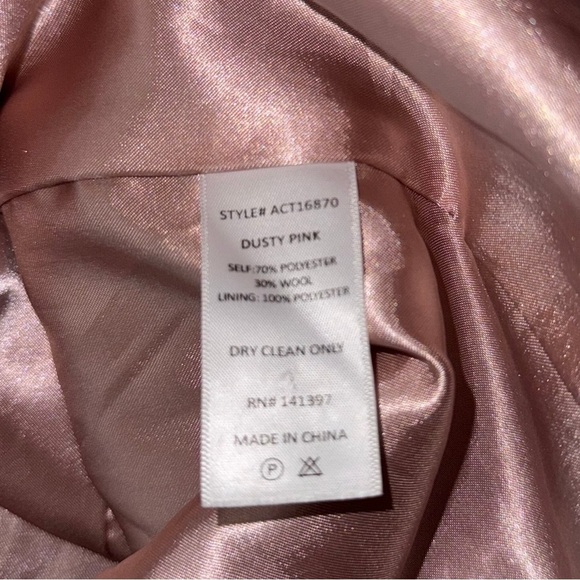 STYLE# ACT16870
DUSTY PINK
SELF:70% POLYESTER
30% WOOL
LINING: 100% POLYESTER
DRY CLEAN ONLY
RN# 141397
MADE IN CHINA
P